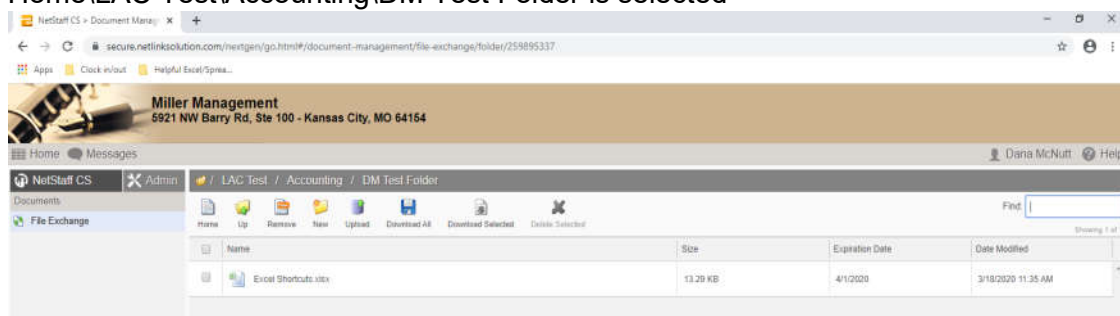 Home\LAC Test\Accounting\DM Test Folder is selected
NetStaff CS > Document Manag
secure.netlinksolution.com/nextgen/go.html#/document-management/file-exchange/folder/259895337
Apps Clock in/out Helpful Excel/Sprea...
Miller Management
5921 NW Barry Rd, Ste 100 - Kansas City, MO 64154
Home Messages Dana McNutt Help
NetStaff CS Admin / LAC Test / Accounting / DM Test Folder
Documents
File Exchange
Home Up Remove New Upload Download All Download Selected Delete Selected Find:
Showing 1 of
Name Size Expiration Date Date Modified
Excel Shortcuts.xlsx 13.29 KB 4/1/2020 3/18/2020 11:35 AM